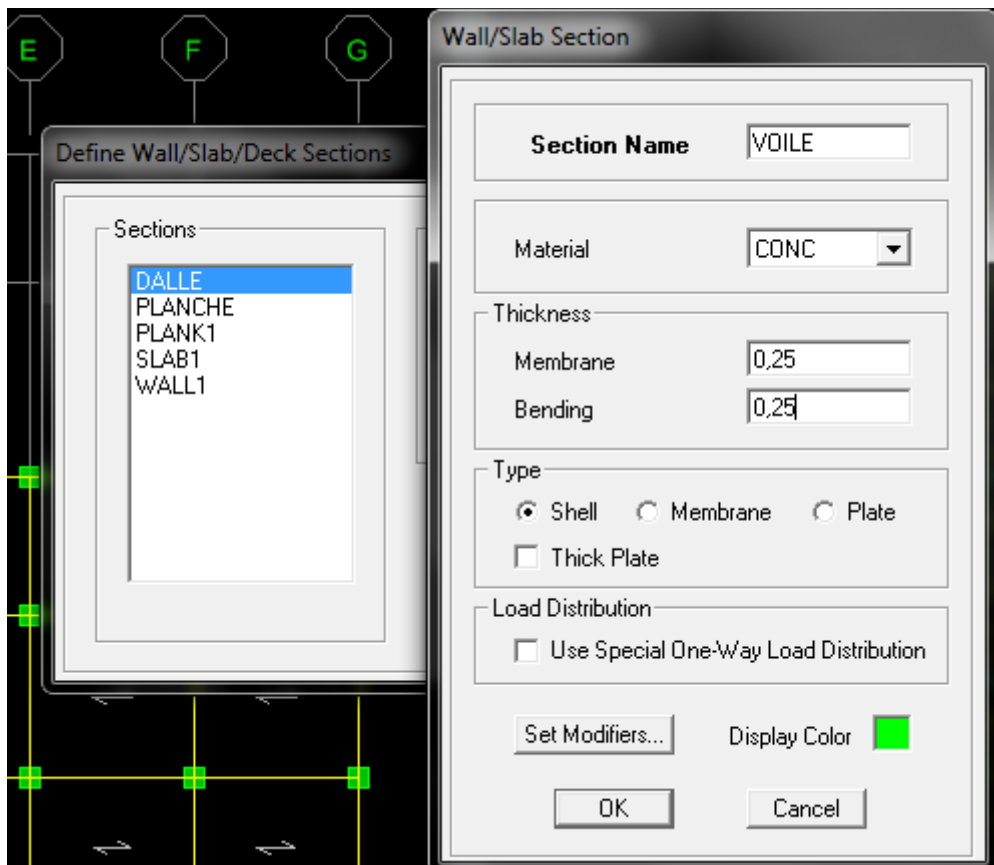 E
F
G
Define Wall/Slab/Deck Sections
Sections
DALLE
PLANCHE
PLANK1
SLAB1
WALL1
Wall/Slab Section
Section Name
VOILE
Material
CONC
Thickness
Membrane
0,25
Bending
0,25
Type
Shell
Membrane
Plate
Thick Plate
Load Distribution
Use Special One-Way Load Distribution
Set Modifiers...
Display Color
OK
Cancel